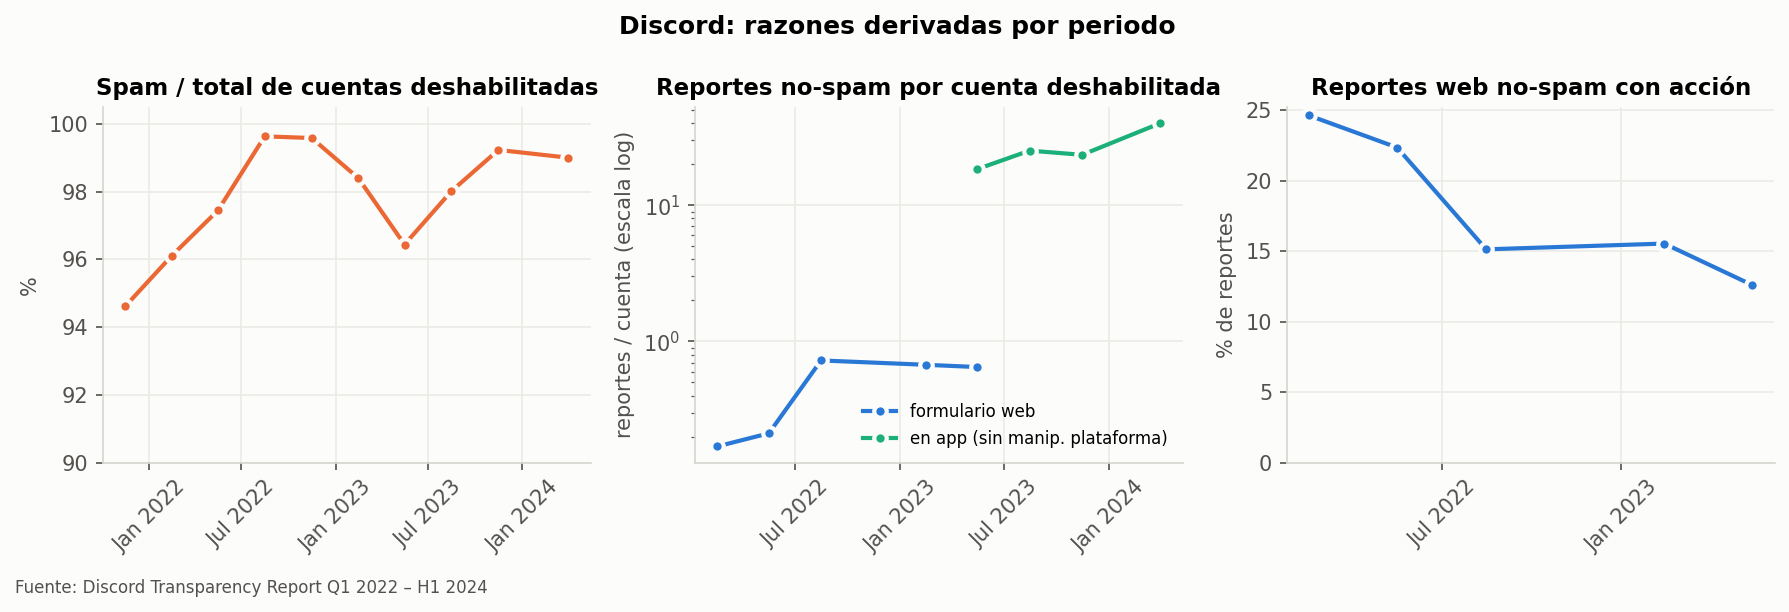 Discord: razones derivadas por periodo
Spam / total de cuentas deshabilitadas
%
100
98
96
94
92
90
Jan 2022
Jul 2022
Jan 2023
Jul 2023
Jan 2024
Reportes no-spam por cuenta deshabilitada
reportes / cuenta (escala log)
10¹
10⁰
formulario web
en app (sin manip. plataforma)
Jul 2022
Jan 2023
Jul 2023
Jan 2024
Reportes web no-spam con acción
% de reportes
25
20
15
10
5
0
Jul 2022
Jan 2023
Fuente: Discord Transparency Report Q1 2022 – H1 2024